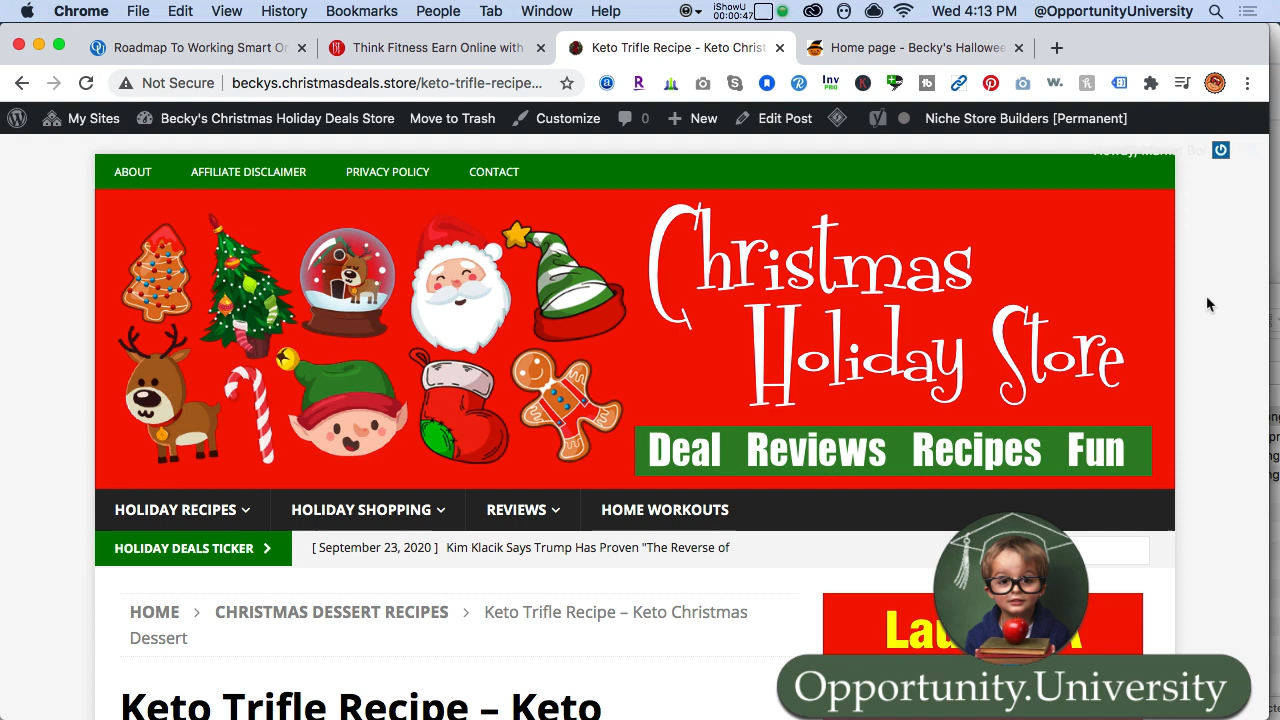 Chrome File Edit View History Bookmarks People Tab Window Help iShowU 00:00:47 Wed 4:13 PM @OpportunityUniversity
Roadmap To Working Smart On
Think Fitness Earn Online with
Keto Trifle Recipe - Keto Christ
Home page - Becky's Hallowee
Not Secure beckys.christmasdeals.store/keto-trifle-recipe...
My Sites Becky's Christmas Holiday Deals Store Move to Trash Customize 0 New Edit Post Niche Store Builders [Permanent]
ABOUT AFFILIATE DISCLAIMER PRIVACY POLICY CONTACT
Christmas
Holiday Store
Deal Reviews Recipes Fun
HOLIDAY RECIPES HOLIDAY SHOPPING REVIEWS HOME WORKOUTS
HOLIDAY DEALS TICKER [ September 23, 2020 ] Kim Klacik Says Trump Has Proven "The Reverse of
HOME > CHRISTMAS DESSERT RECIPES > Keto Trifle Recipe – Keto Christmas
Dessert
Keto Trifle Recipe – Keto
Opportunity.University